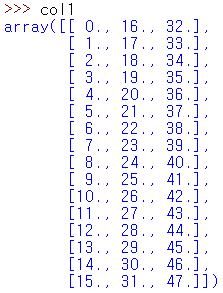 >>> col1
array([[ 0., 16., 32.],
       [ 1., 17., 33.],
       [ 2., 18., 34.],
       [ 3., 19., 35.],
       [ 4., 20., 36.],
       [ 5., 21., 37.],
       [ 6., 22., 38.],
       [ 7., 23., 39.],
       [ 8., 24., 40.],
       [ 9., 25., 41.],
       [10., 26., 42.],
       [11., 27., 43.],
       [12., 28., 44.],
       [13., 29., 45.],
       [14., 30., 46.],
       [15., 31., 47.]])